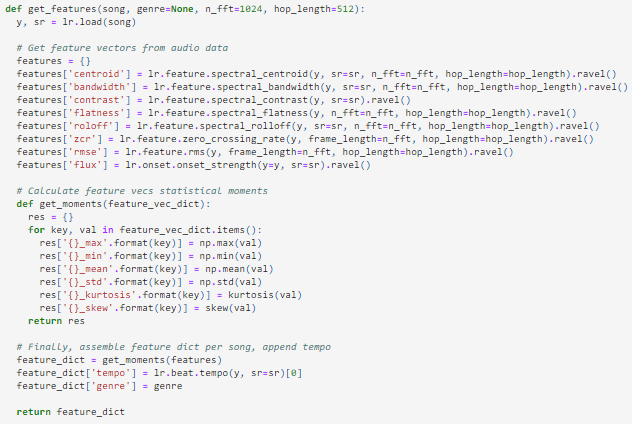 def get_features(song, genre=None, n_fft=1024, hop_length=512):
  y, sr = lr.load(song)

  # Get feature vectors from audio data
  features = {}
  features['centroid'] = lr.feature.spectral_centroid(y, sr=sr, n_fft=n_fft, hop_length=hop_length).ravel()
  features['bandwidth'] = lr.feature.spectral_bandwidth(y, sr=sr, n_fft=n_fft, hop_length=hop_length).ravel()
  features['contrast'] = lr.feature.spectral_contrast(y, sr=sr).ravel()
  features['flatness'] = lr.feature.spectral_flatness(y, n_fft=n_fft, hop_length=hop_length).ravel()
  features['roloff'] = lr.feature.spectral_rolloff(y, sr=sr, n_fft=n_fft, hop_length=hop_length).ravel()
  features['zcr'] = lr.feature.zero_crossing_rate(y, frame_length=n_fft, hop_length=hop_length).ravel()
  features['rmse'] = lr.feature.rms(y, frame_length=n_fft, hop_length=hop_length).ravel()
  features['flux'] = lr.onset.onset_strength(y=y, sr=sr).ravel()

  # Calculate feature vecs statistical moments
  def get_moments(feature_vec_dict):
    res = {}
    for key, val in feature_vec_dict.items():
      res['{}_max'.format(key)] = np.max(val)
      res['{}_min'.format(key)] = np.min(val)
      res['{}_mean'.format(key)] = np.mean(val)
      res['{}_std'.format(key)] = np.std(val)
      res['{}_kurtosis'.format(key)] = kurtosis(val)
      res['{}_skew'.format(key)] = skew(val)
    return res

  # Finally, assemble feature dict per song, append tempo
  feature_dict = get_moments(features)
  feature_dict['tempo'] = lr.beat.tempo(y, sr=sr)[0]
  feature_dict['genre'] = genre

  return feature_dict